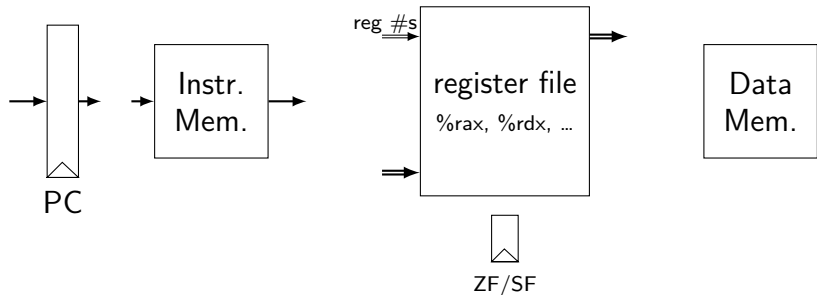 PC
Instr.
Mem.
reg #s
register file
%rax, %rdx, …
ZF/SF
Data
Mem.